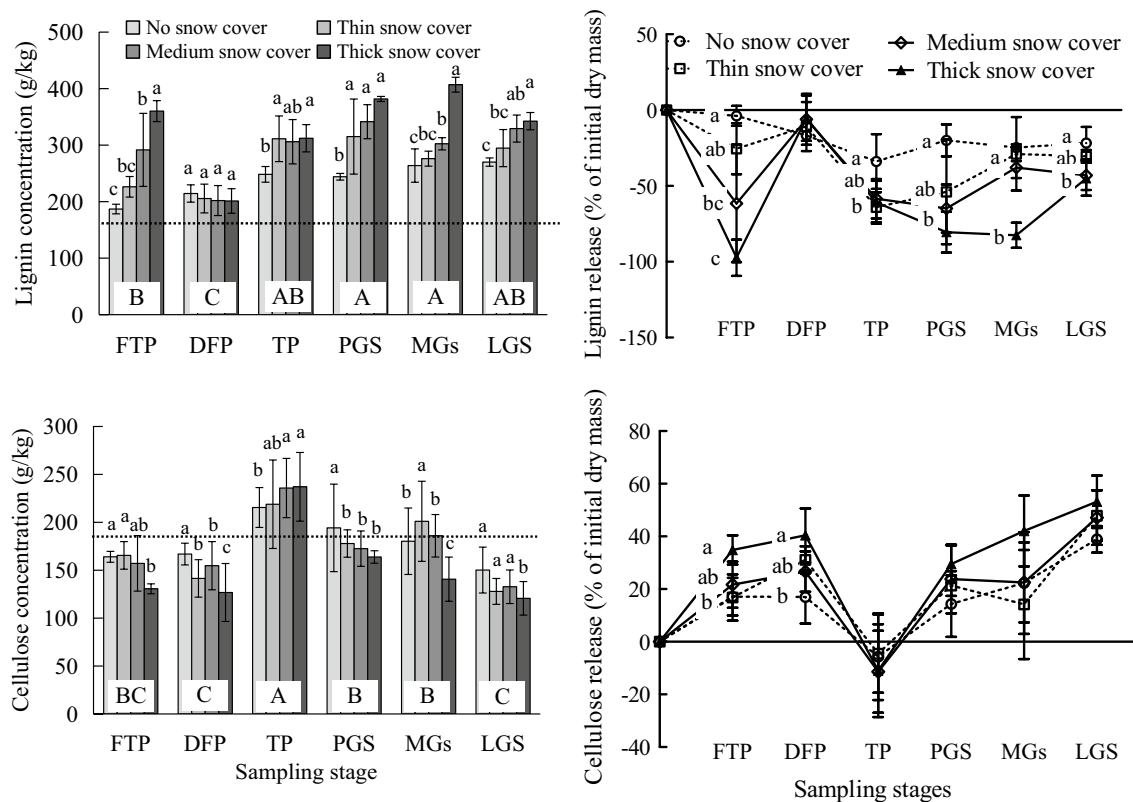 Lignin concentration (g/kg)
500
400
300
200
100
0
No snow cover
Thin snow cover
Medium snow cover
Thick snow cover
c
bc
b
a
a
a
a
a
b
a
ab
a
b
a
a
a
c
bc
b
a
c
bc
ab
a
B
C
AB
A
A
AB
FTP DFP TP PGS MGs LGS
Lignin release (% of initial dry mass)
50
0
-50
-100
-150
No snow cover
Medium snow cover
Thin snow cover
Thick snow cover
a
ab
bc
c
a
ab
b
a
ab
b
a
b
a
ab
b
FTP DFP TP PGS MGs LGS
Cellulose concentration (g/kg)
300
250
200
150
100
50
0
a
a
ab
b
a
b
a
c
b
ab
a
a
a
b
b
b
b
a
b
c
a
a
a
a
BC
C
A
B
B
C
FTP DFP TP PGS MGs LGS
Sampling stage
Cellulose release (% of initial dry mass)
80
60
40
20
0
-20
-40
a
ab
b
a
ab
b
FTP DFP TP PGS MGs LGS
Sampling stages